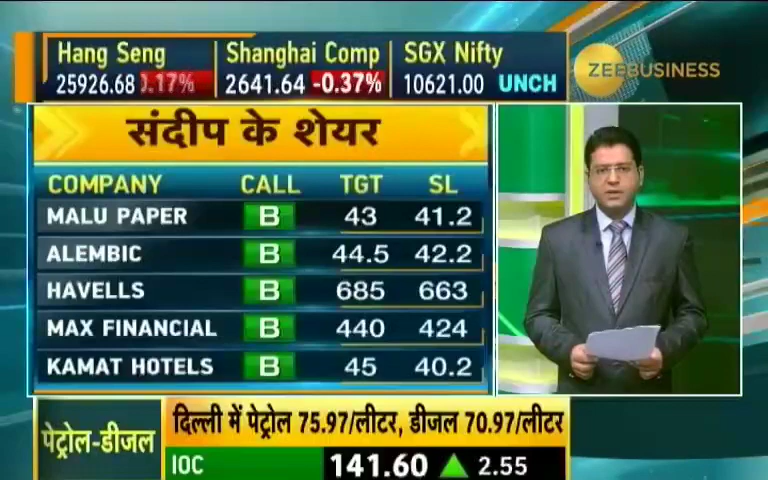 Hang Seng Shanghai Comp SGX Nifty
25926.68 0.17% 2641.64 -0.37% 10621.00 UNCH
ZEEBUSINESS
संदीप के शेयर
COMPANY CALL TGT SL
MALU PAPER B 43 41.2
ALEMBIC B 44.5 42.2
HAVELLS B 685 663
MAX FINANCIAL B 440 424
KAMAT HOTELS B 45 40.2
पेट्रोल-डीजल
दिल्ली में पेट्रोल 75.97/लीटर, डीजल 70.97/लीटर
IOC 141.60 ▲ 2.55